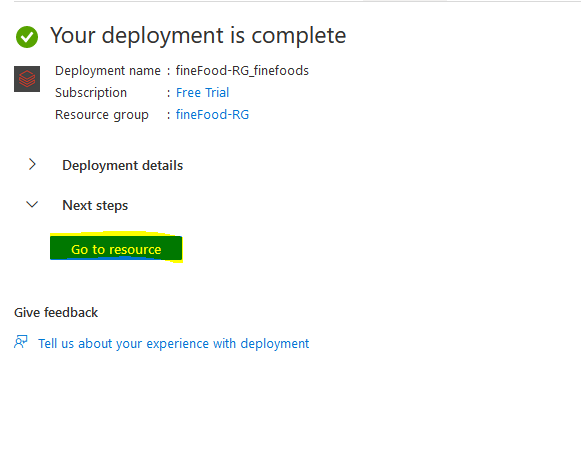 Your deployment is complete
Deployment name : fineFood-RG_finefoods
Subscription : Free Trial
Resource group : fineFood-RG
Deployment details
Next steps
Go to resource
Give feedback
Tell us about your experience with deployment